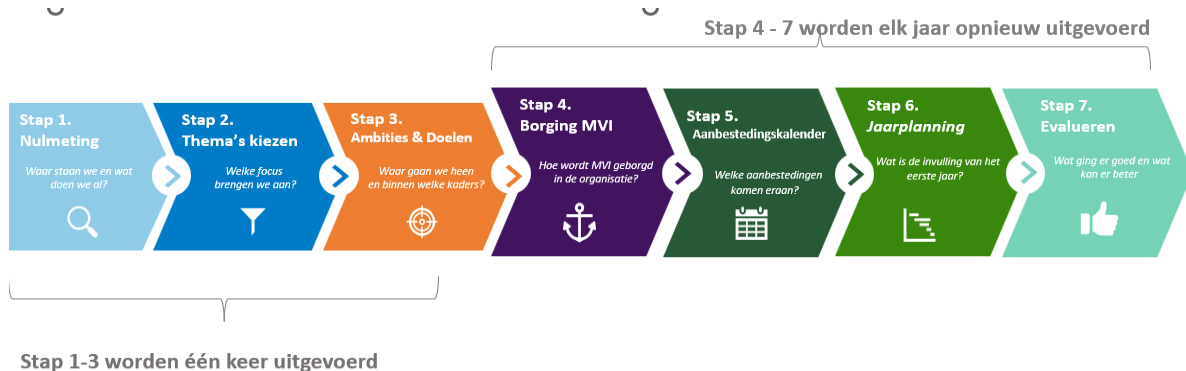 Stap 4 - 7 worden elk jaar opnieuw uitgevoerd
Stap 1.
Nulmeting
Waar staan we en wat
doen we al?
Stap 2.
Thema's kiezen
Welke focus
brengen we aan?
Stap 3.
Ambities & Doelen
Waar gaan we heen
en binnen welke kaders?
Stap 4.
Borging MVI
Hoe wordt MVI geborgd
in de organisatie?
Stap 5.
Aanbestedingskalender
Welke aanbestedingen
komen eraan?
Stap 6.
Jaarplanning
Wat is de invulling van het
eerste jaar?
Stap 7.
Evalueren
Wat ging er goed en wat
kan er beter
Stap 1-3 worden één keer uitgevoerd